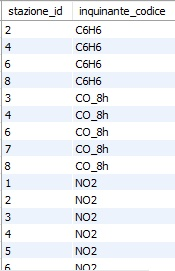 stazione_id inquinante_codice
2 C6H6
4 C6H6
6 C6H6
8 C6H6
3 CO_8h
4 CO_8h
6 CO_8h
7 CO_8h
8 CO_8h
1 NO2
2 NO2
3 NO2
4 NO2
5 NO2
6 NO2